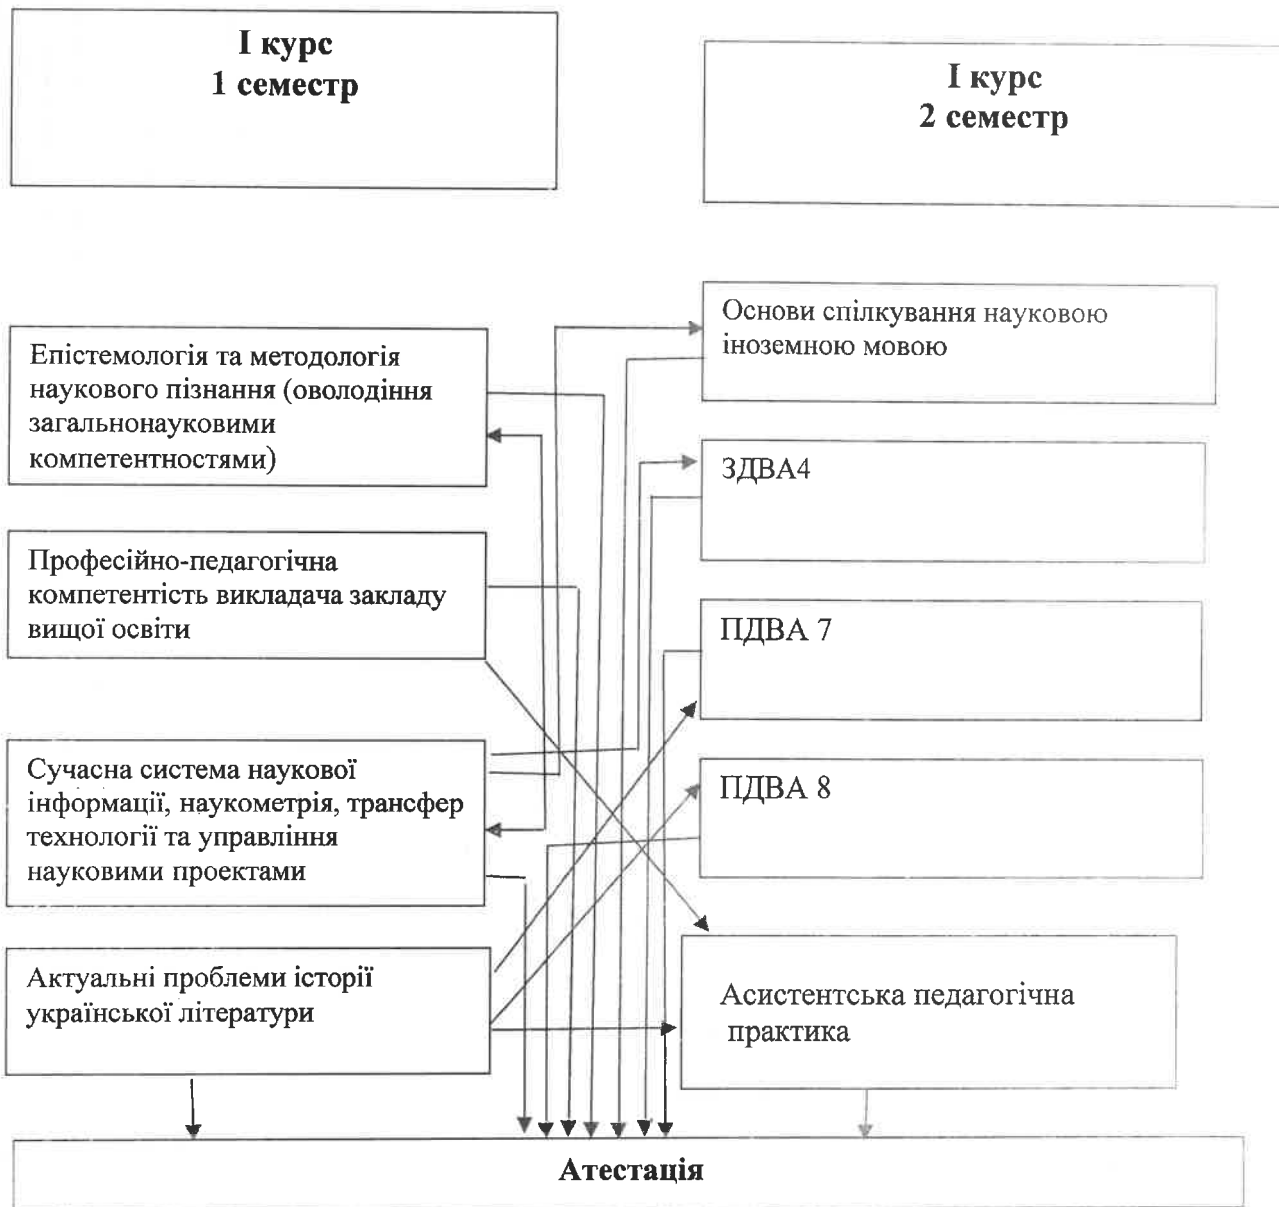 І курс
1 семестр
І курс
2 семестр
Епістемологія та методологія
наукового пізнання (оволодіння
загальнонауковими
компетентностями)
Професійно-педагогічна
компетентість викладача закладу
вищої освіти
Сучасна система наукової
інформації, наукометрія, трансфер
технології та управління
науковими проектами
Актуальні проблеми історії
української літератури
Основи спілкування науковою
іноземною мовою
ЗДВА4
ПДВА 7
ПДВА 8
Асистентська педагогічна
практика
Атестація